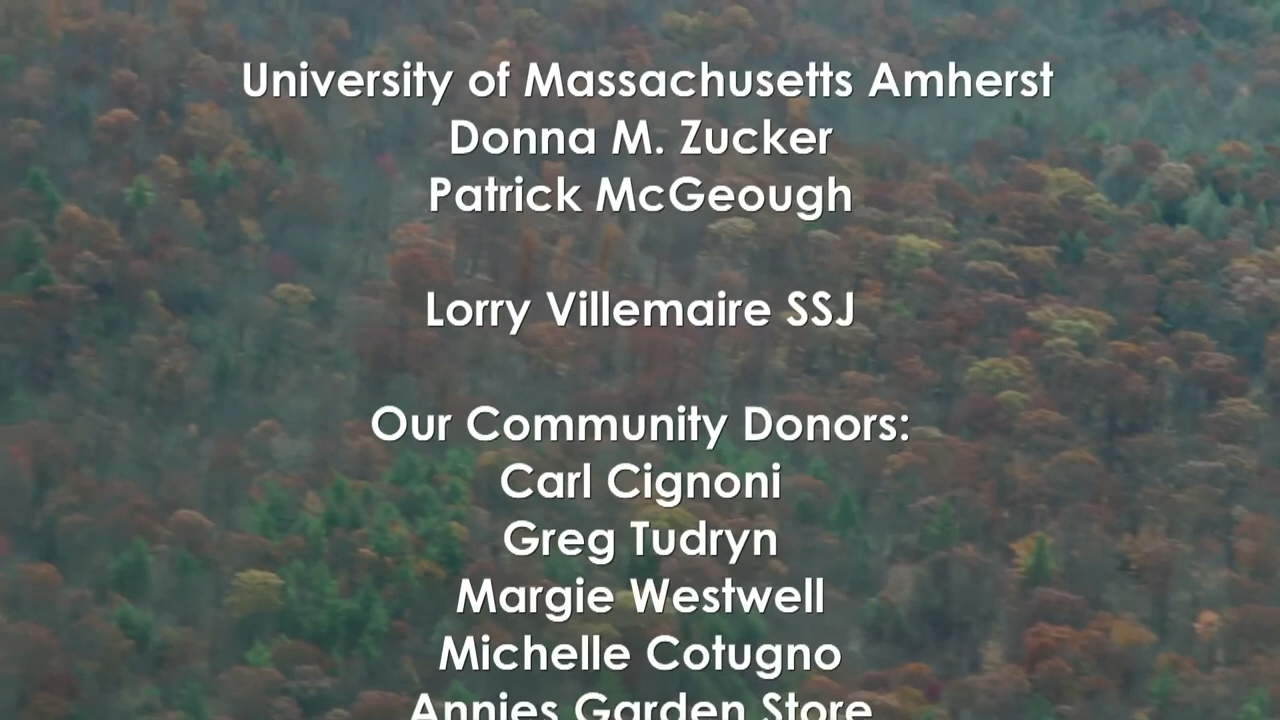 University of Massachusetts Amherst
Donna M. Zucker
Patrick McGeough
Lorry Villemaire SSJ
Our Community Donors:
Carl Cignoni
Greg Tudryn
Margie Westwell
Michelle Cotugno
Annies Garden Store